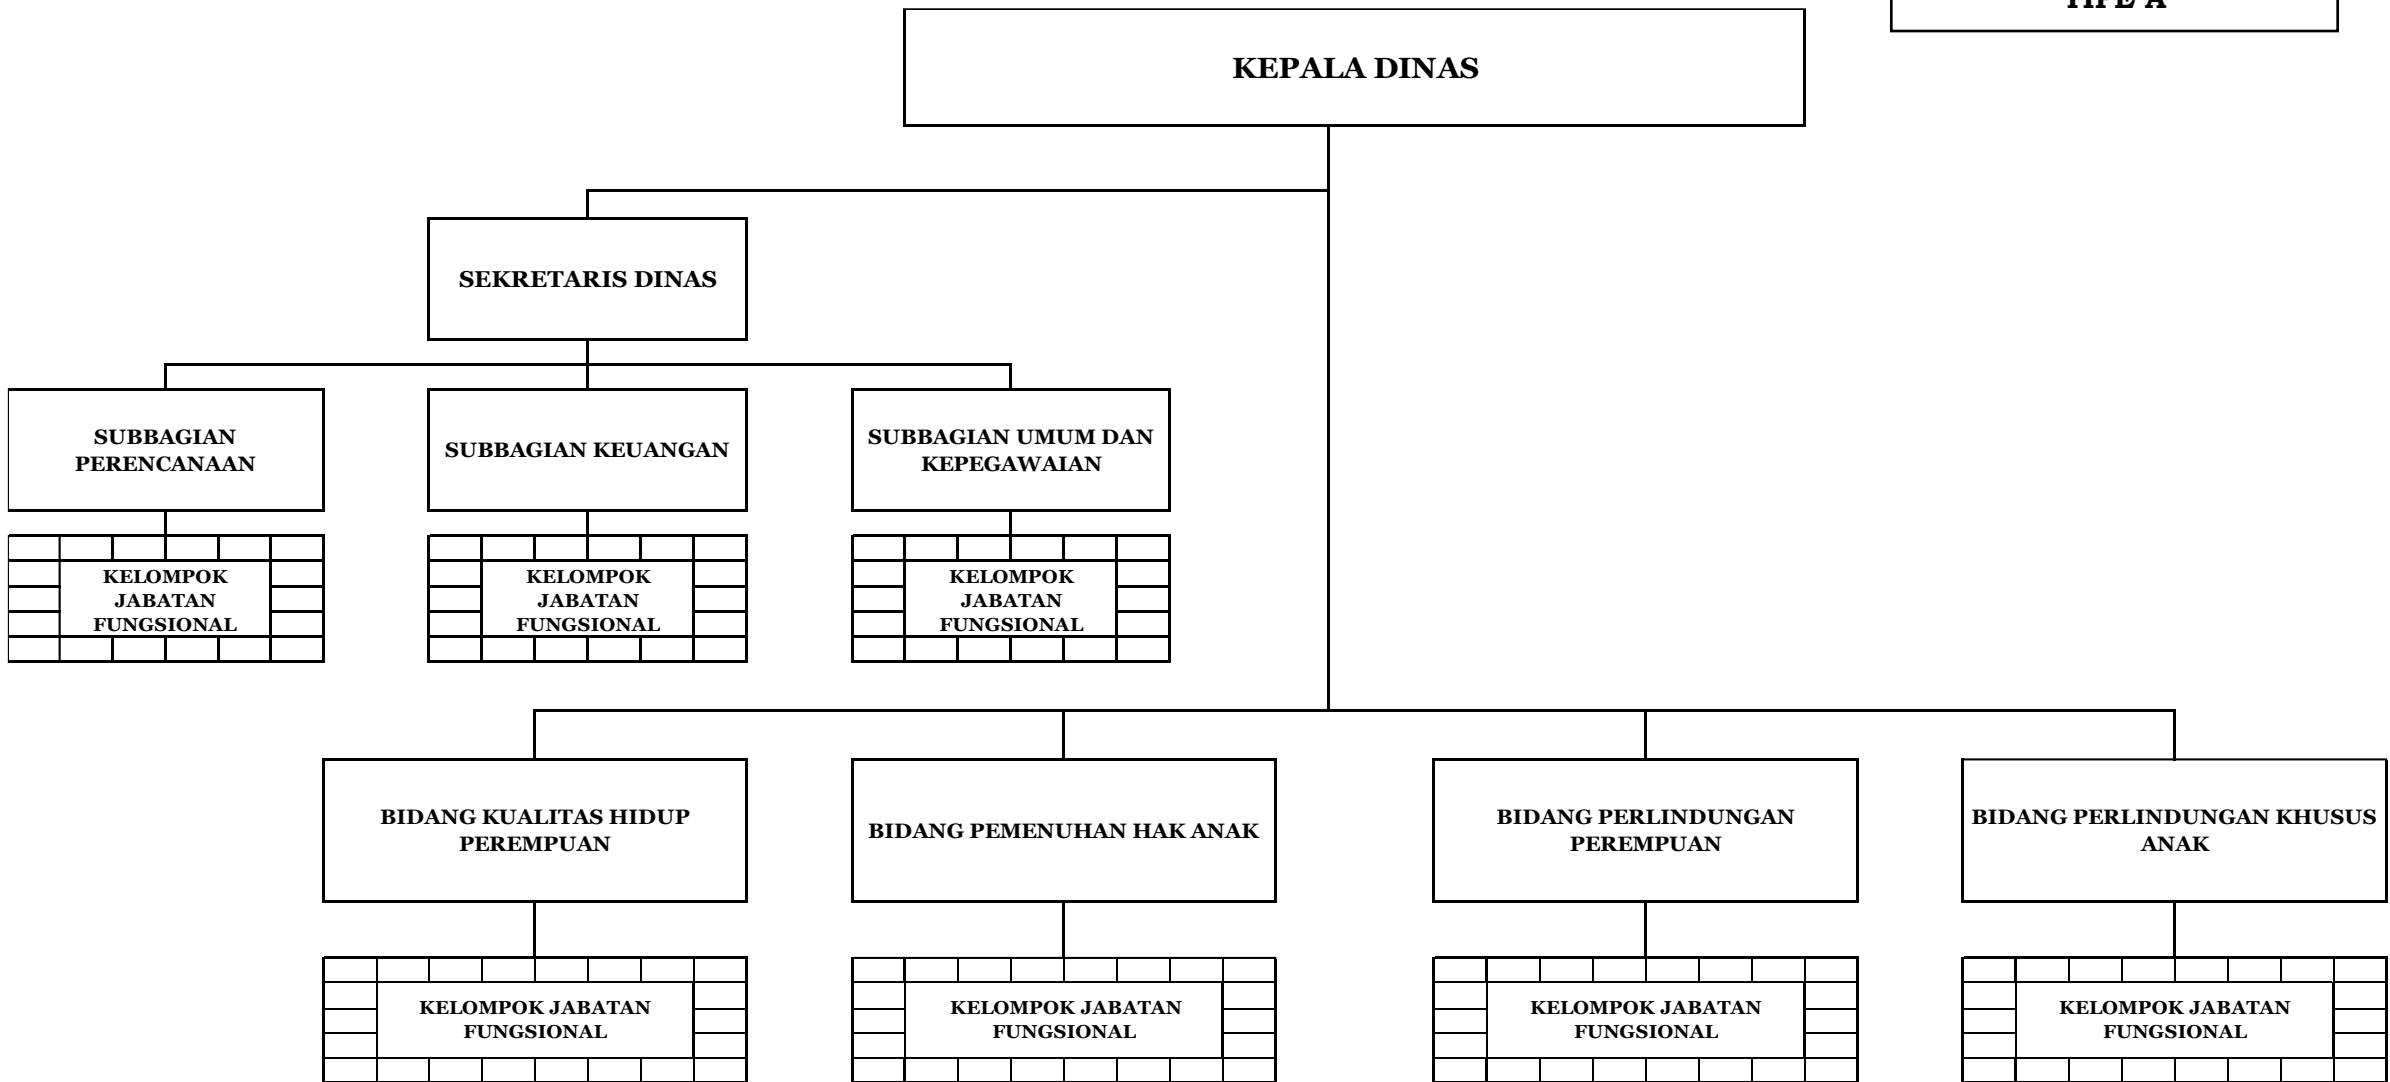 TIPE A
KEPALA DINAS
SEKRETARIS DINAS
SUBBAGIAN
PERENCANAAN
SUBBAGIAN KEUANGAN
SUBBAGIAN UMUM DAN
KEPEGAWAIAN
KELOMPOK
JABATAN
FUNGSIONAL
KELOMPOK
JABATAN
FUNGSIONAL
KELOMPOK
JABATAN
FUNGSIONAL
BIDANG KUALITAS HIDUP
PEREMPUAN
BIDANG PEMENUHAN HAK ANAK
BIDANG PERLINDUNGAN
PEREMPUAN
BIDANG PERLINDUNGAN KHUSUS
ANAK
KELOMPOK JABATAN
FUNGSIONAL
KELOMPOK JABATAN
FUNGSIONAL
KELOMPOK JABATAN
FUNGSIONAL
KELOMPOK JABATAN
FUNGSIONAL